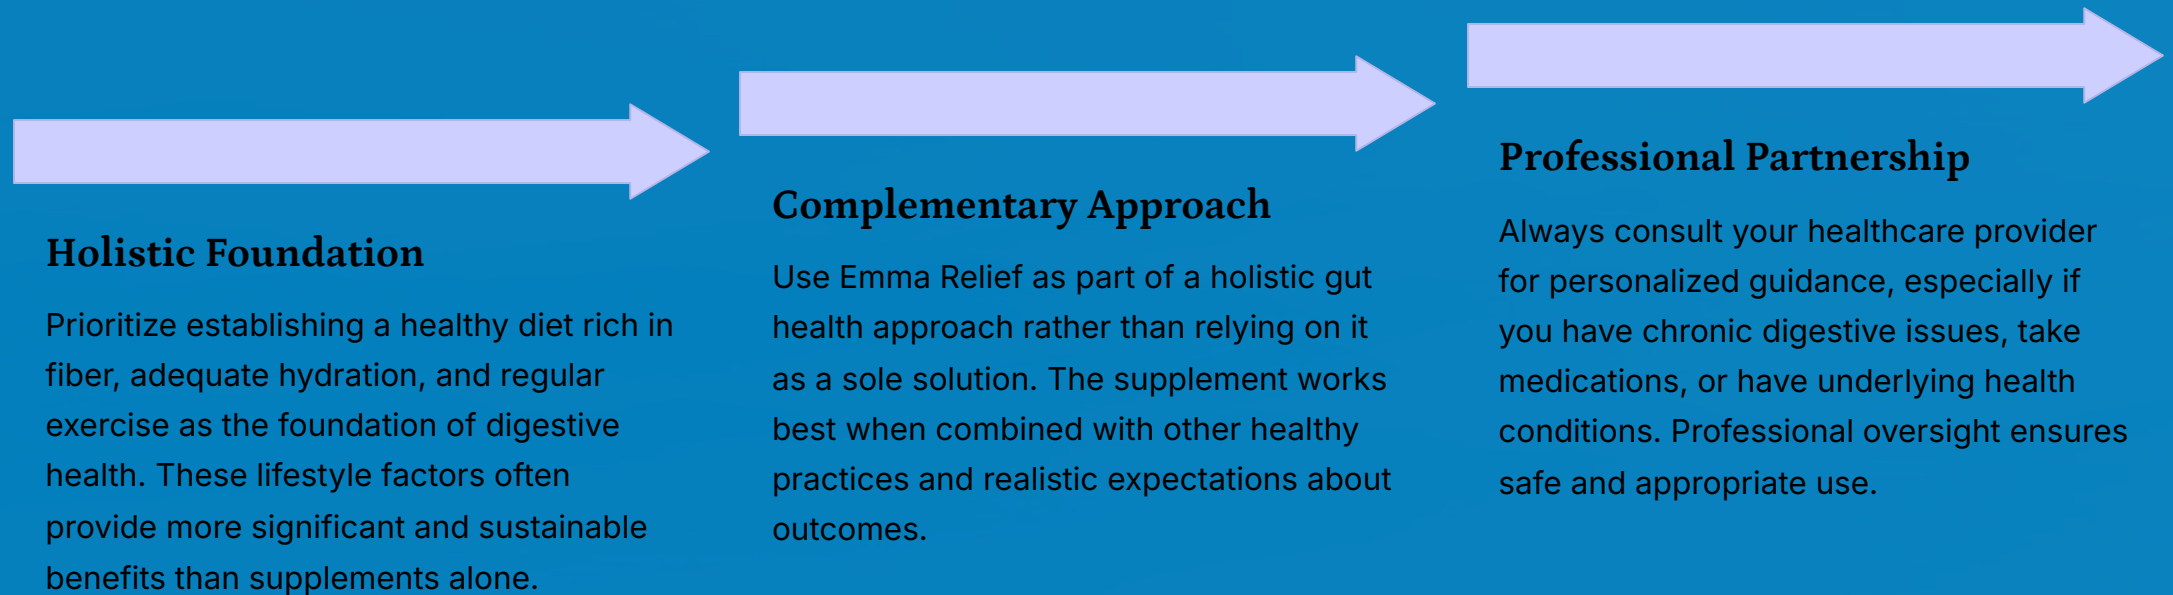 Holistic Foundation
Prioritize establishing a healthy diet rich in
fiber, adequate hydration, and regular
exercise as the foundation of digestive
health. These lifestyle factors often
provide more significant and sustainable
benefits than supplements alone.
Complementary Approach
Use Emma Relief as part of a holistic gut
health approach rather than relying on it
as a sole solution. The supplement works
best when combined with other healthy
practices and realistic expectations about
outcomes.
Professional Partnership
Always consult your healthcare provider
for personalized guidance, especially if
you have chronic digestive issues, take
medications, or have underlying health
conditions. Professional oversight ensures
safe and appropriate use.